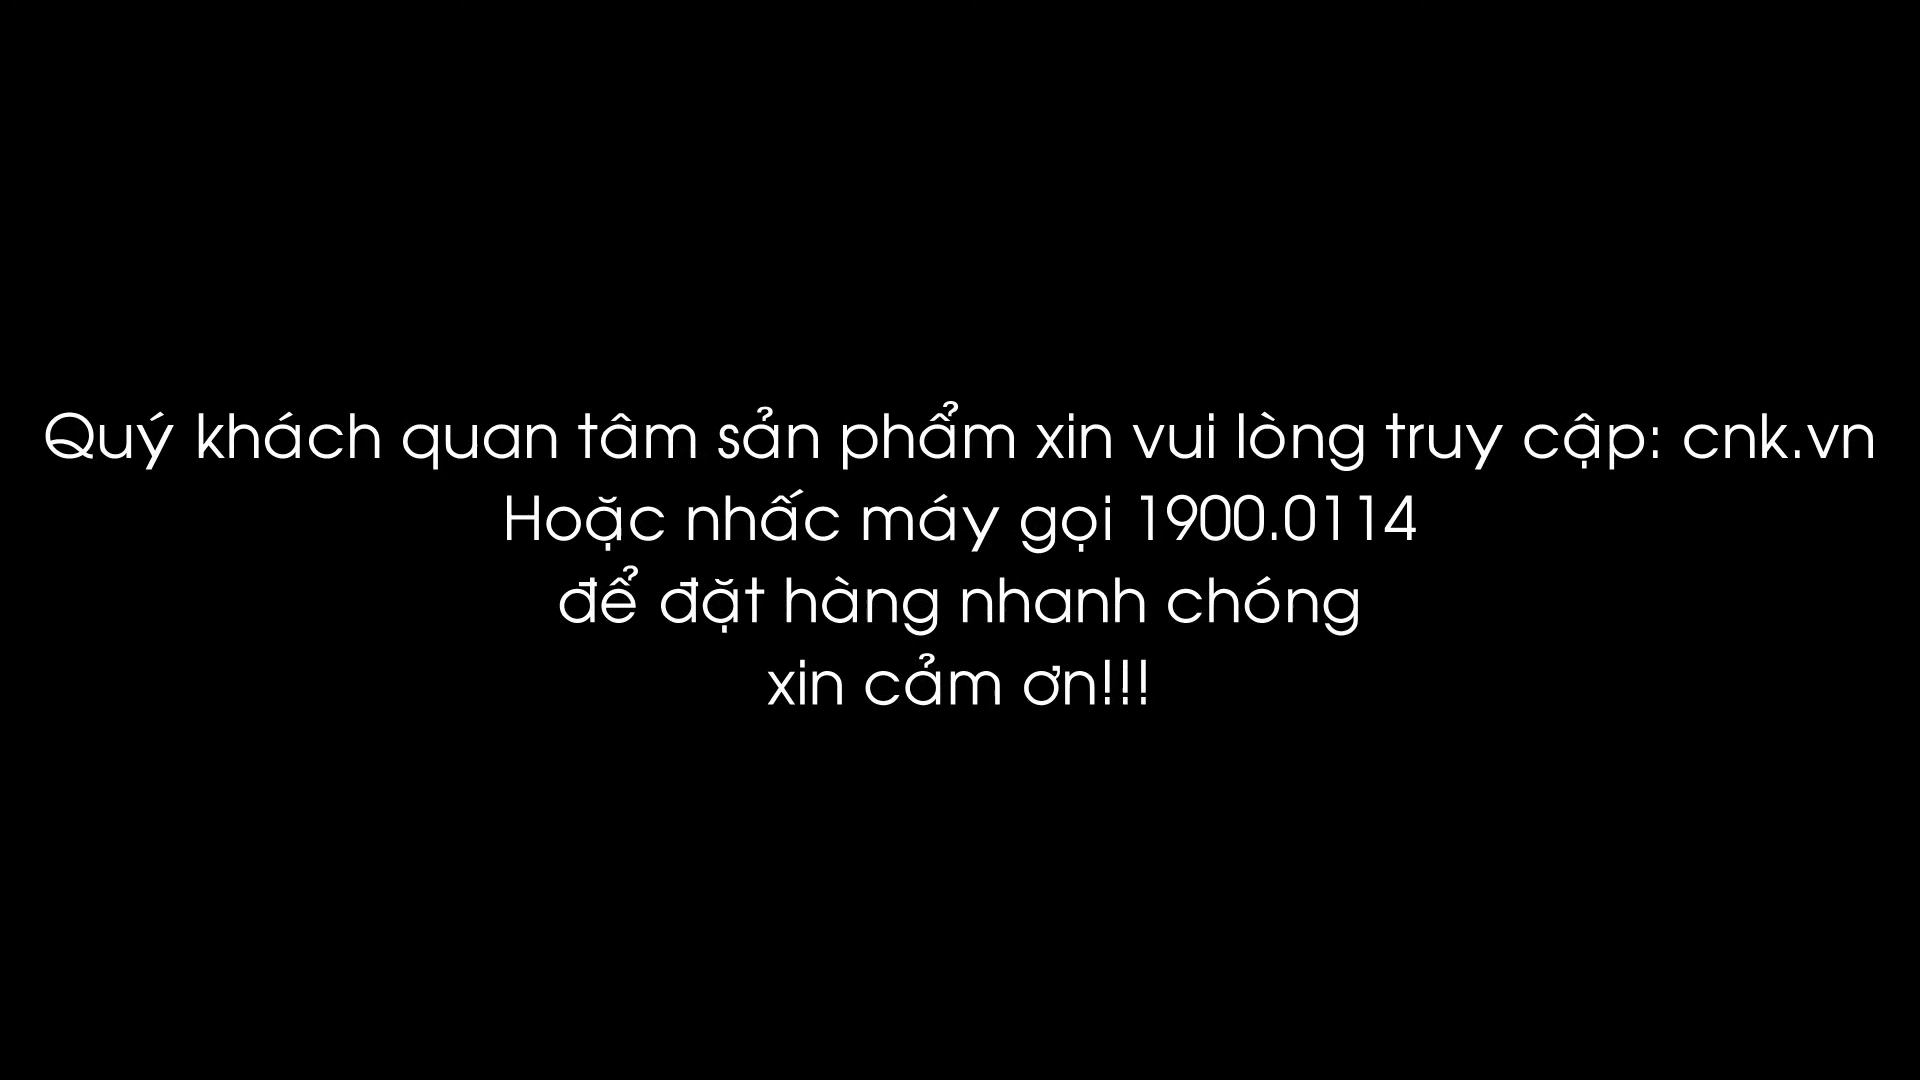 Quý khách quan tâm sản phẩm xin vui lòng truy cập: cnk.vn
Hoặc nhấc máy gọi 1900.0114
để đặt hàng nhanh chóng
xin cảm ơn!!!